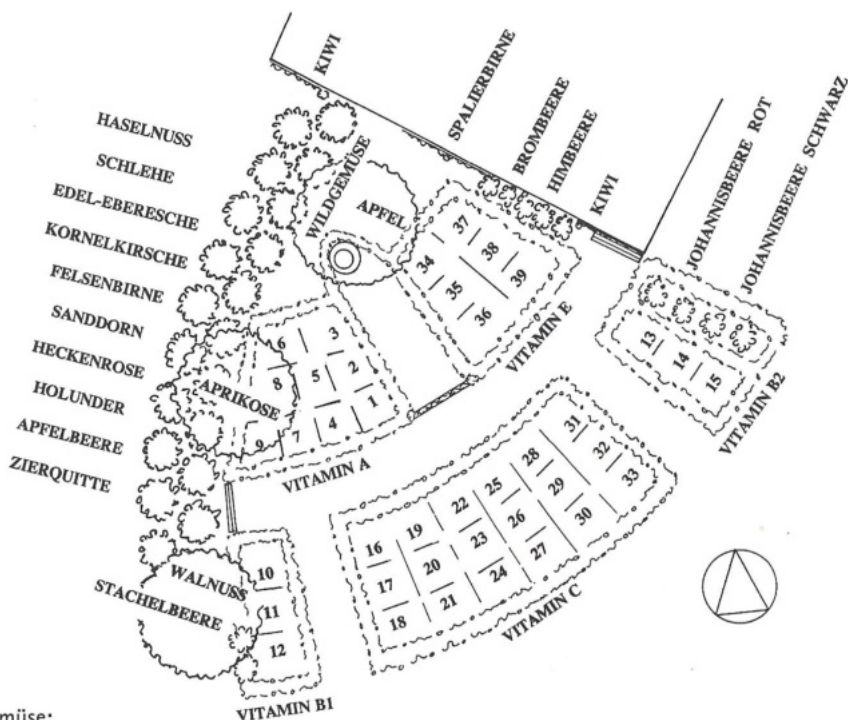 KIWI
SPALIERBIRNE
BROMBEERE
HIMBEERE
KIWI
JOHANNISBEERE ROT
JOHANNISBEERE SCHWARZ
HASELNUSS
SCHLEHE
EDEL-EBERESCHE
KORNELKIRSCHE
FELSENBIRNE
SANDDORN
HECKENROSE
HOLUNDER
APFELBEERE
ZIERQUITTE
WILDGEMÜSE
APFEL
37
34
38
35
39
36
VITAMIN E
13
14
15
VITAMIN B2
6
3
8
5
2
APRIKOSE
1
9
7
4
VITAMIN A
31
28
32
25
22
29
33
19
26
16
23
30
20
27
17
24
21
18
VITAMIN C
WALNUSS
10
STACHELBEERE
11
12
VITAMIN B1
müse: